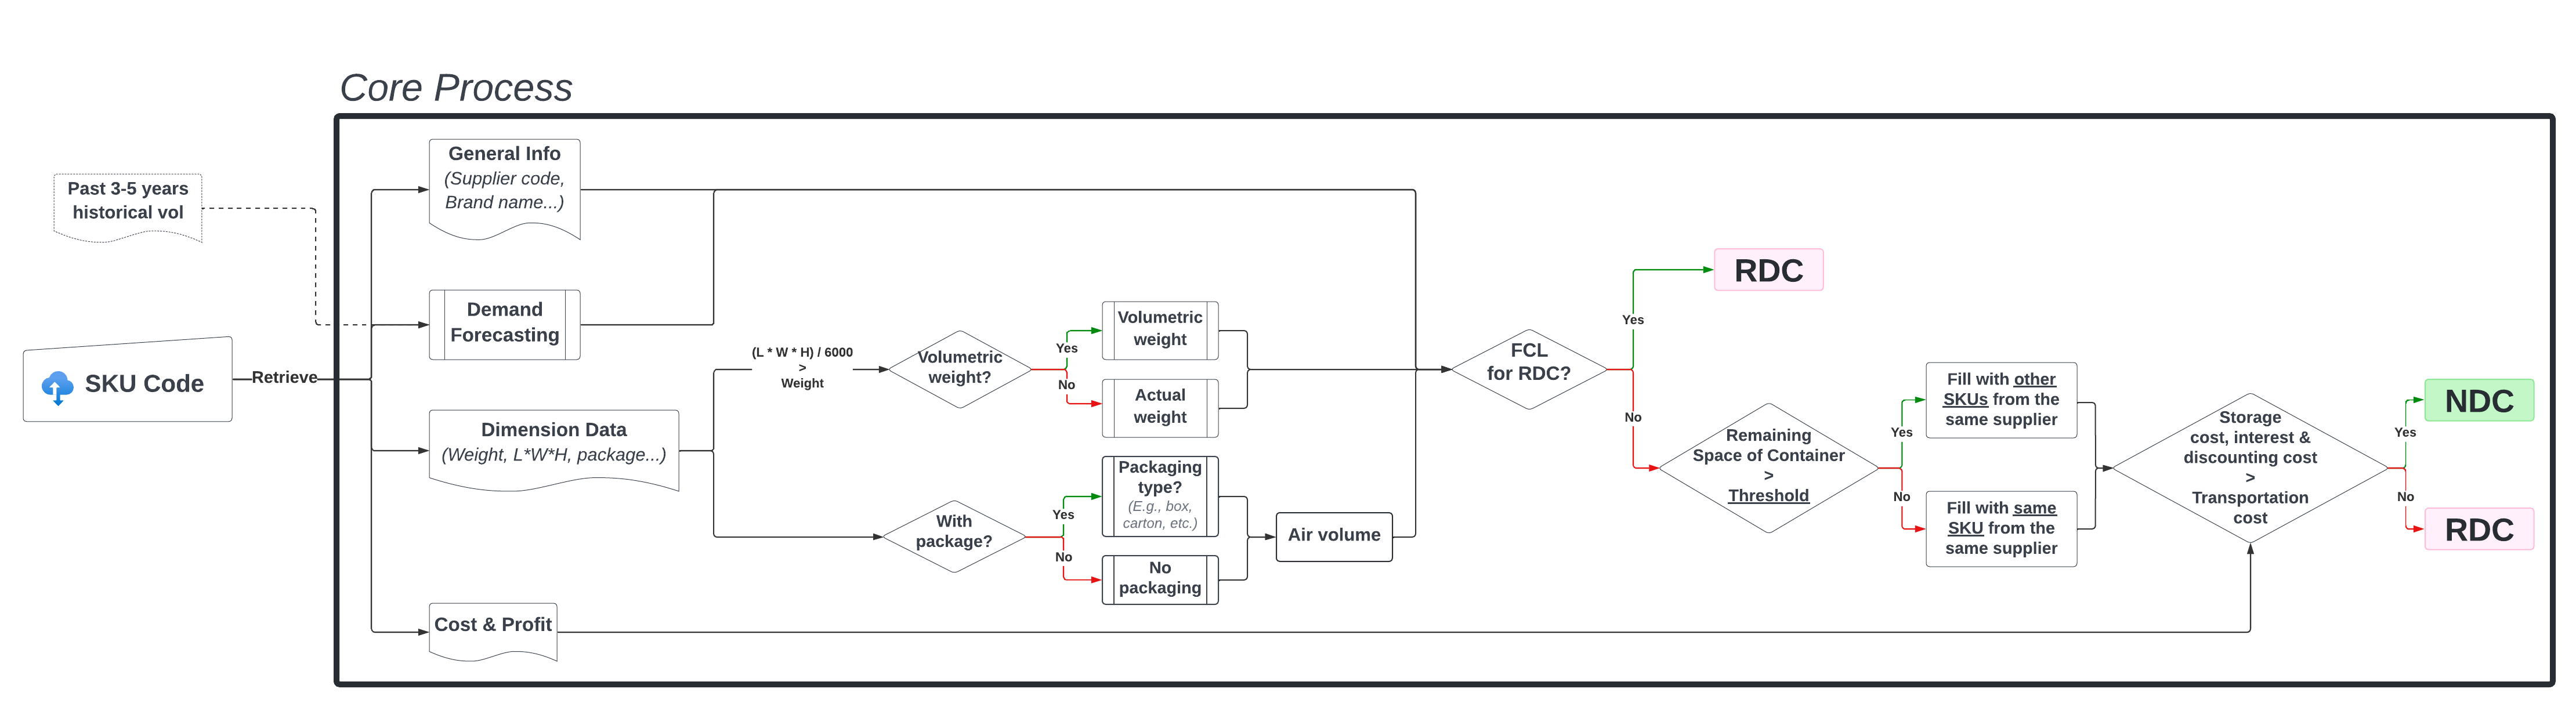 Core Process
Past 3-5 years
historical vol
SKU Code
Retrieve
General Info
(Supplier code,
Brand name...)
Demand
Forecasting
Dimension Data
(Weight, L*W*H, package...)
Cost & Profit
(L * W * H) / 6000
>
Weight
Volumetric
weight?
Yes
No
Volumetric
weight
Actual
weight
With
package?
Yes
No
Packaging
type?
(E.g., box,
carton, etc.)
No
packaging
Air volume
FCL
for RDC?
Yes
No
RDC
Remaining
Space of Container
>
Threshold
Yes
No
Fill with other
SKUs from the
same supplier
Fill with same
SKU from the
same supplier
Storage
cost, interest &
discounting cost
>
Transportation
cost
Yes
No
NDC
RDC